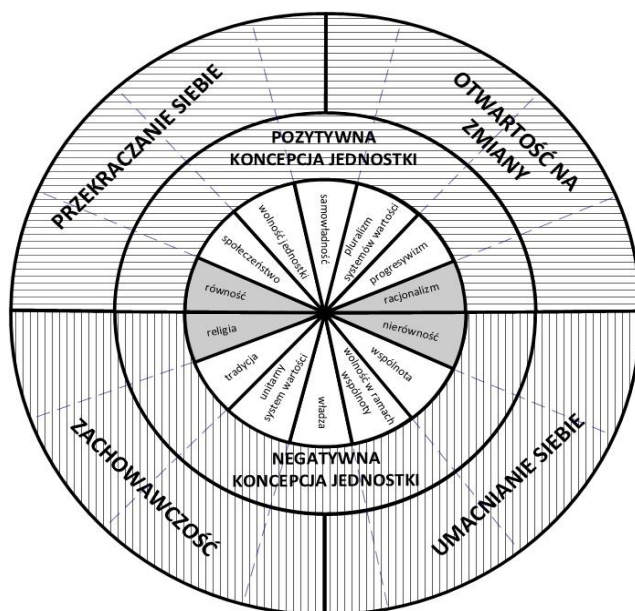 PRZEKRACZANIE SIEBIE
OTWARTOŚĆ NA
ZMIANY
POZYTYWNA
KONCEPCJA JEDNOSTKI
społeczeństwo
wolność jednostki
samowładność
pluralizm
systemów wartości
progresywizm
równość
racjonalizm
religia
nierówność
tradycja
unitarny
system wartości
władza
wolność w ramach
wspólnoty
wspólnota
NEGATYWNA
KONCEPCJA JEDNOSTKI
ZACHOWAWCZOŚĆ
UMACNIANIE SIEBIE